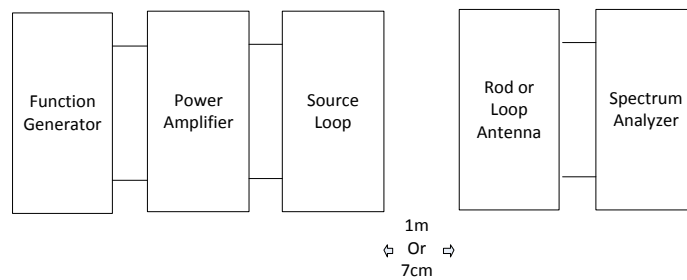 Function
Generator
Power
Amplifier
Source
Loop
Rod or
Loop
Antenna
Spectrum
Analyzer
1m
Or
7cm